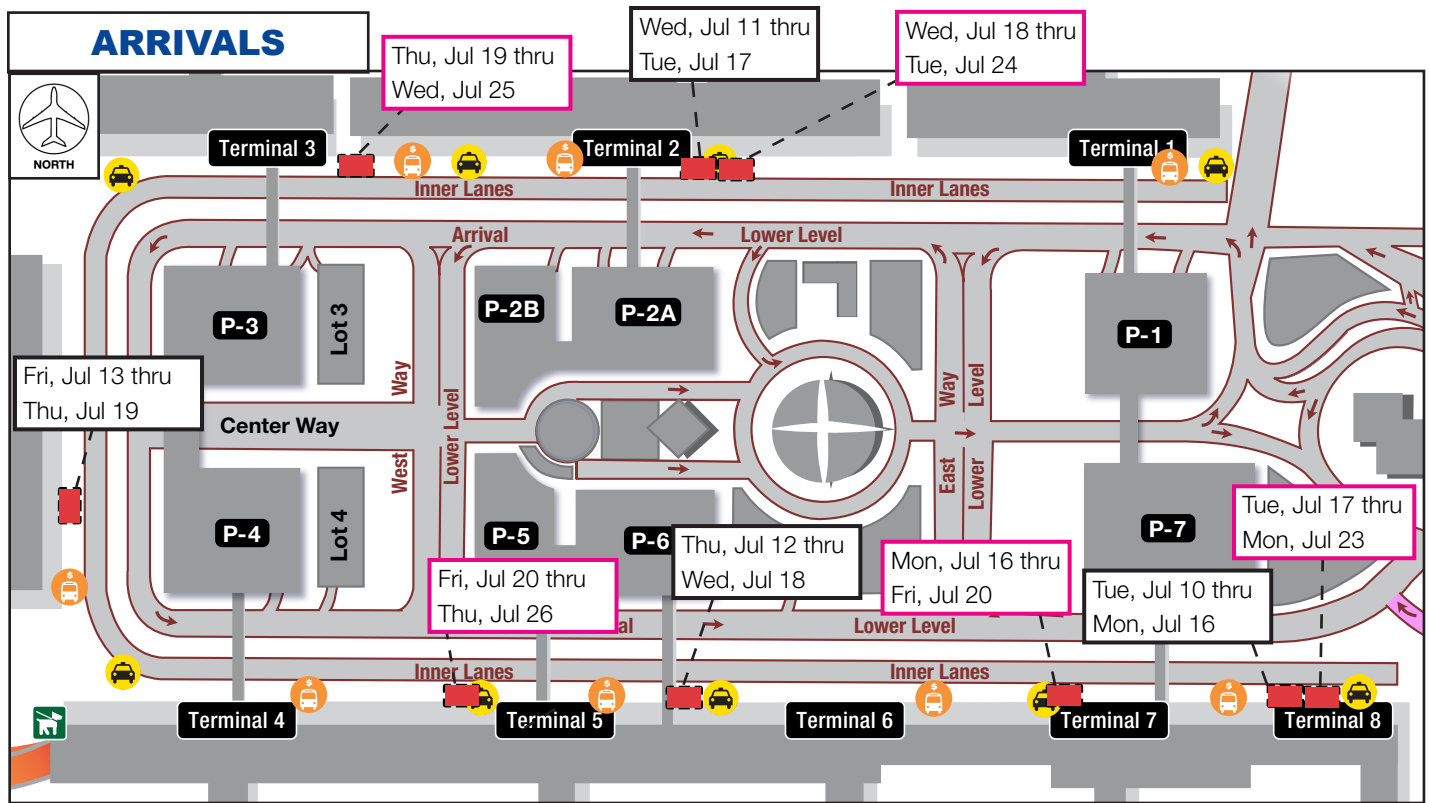 ARRIVALS
Wed, Jul 11 thru
Tue, Jul 17
Wed, Jul 18 thru
Tue, Jul 24
Thu, Jul 19 thru
Wed, Jul 25
NORTH
Terminal 3
$
$
Terminal 2
Terminal 1
$
Inner Lanes
Inner Lanes
Arrival
Lower Level
P-3
Lot 3
P-2B
P-2A
P-1
Way
Lower Level
Way
Level
Fri, Jul 13 thru
Thu, Jul 19
Center Way
West
East
Lower
P-4
Lot 4
P-5
P-6
P-7
Tue, Jul 17 thru
Mon, Jul 23
Thu, Jul 12 thru
Wed, Jul 18
Mon, Jul 16 thru
Fri, Jul 20
Fri, Jul 20 thru
Thu, Jul 26
Tue, Jul 10 thru
Mon, Jul 16
$
al
Lower Level
Inner Lanes
Inner Lanes
$
$
$
$
Terminal 4
Terminal 5
Terminal 6
Terminal 7
Terminal 8